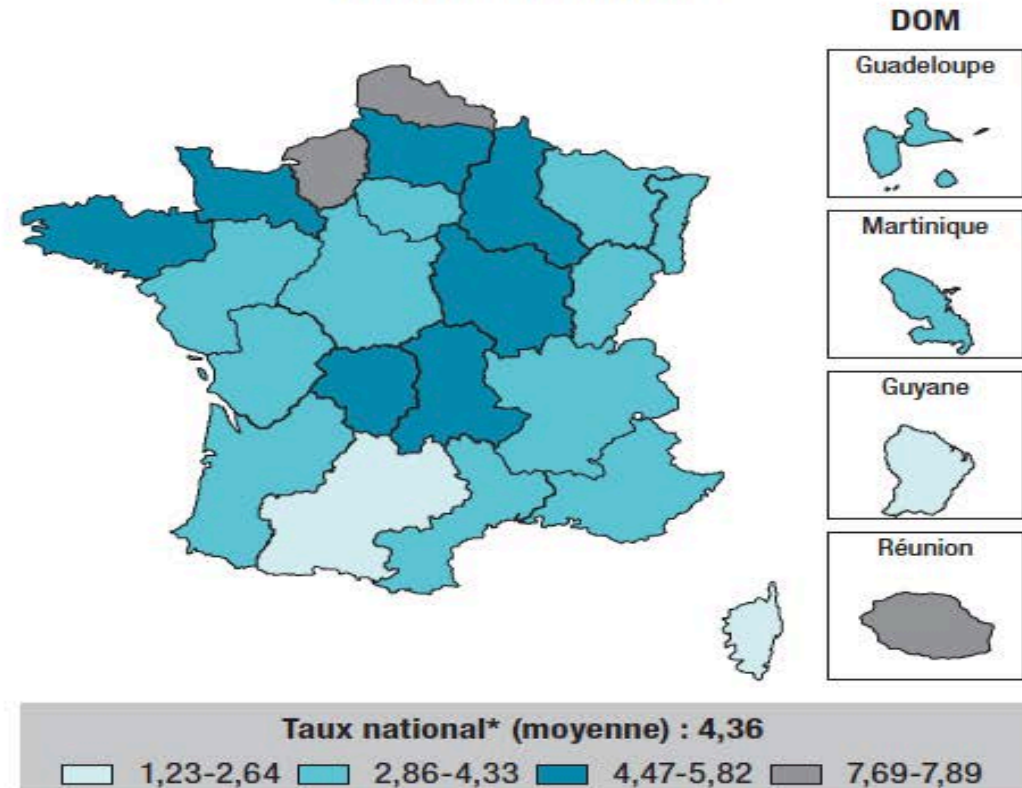 DOM
Guadeloupe
Martinique
Guyane
Réunion
Taux national* (moyenne) : 4,36
1,23-2,64 2,86-4,33 4,47-5,82 7,69-7,89